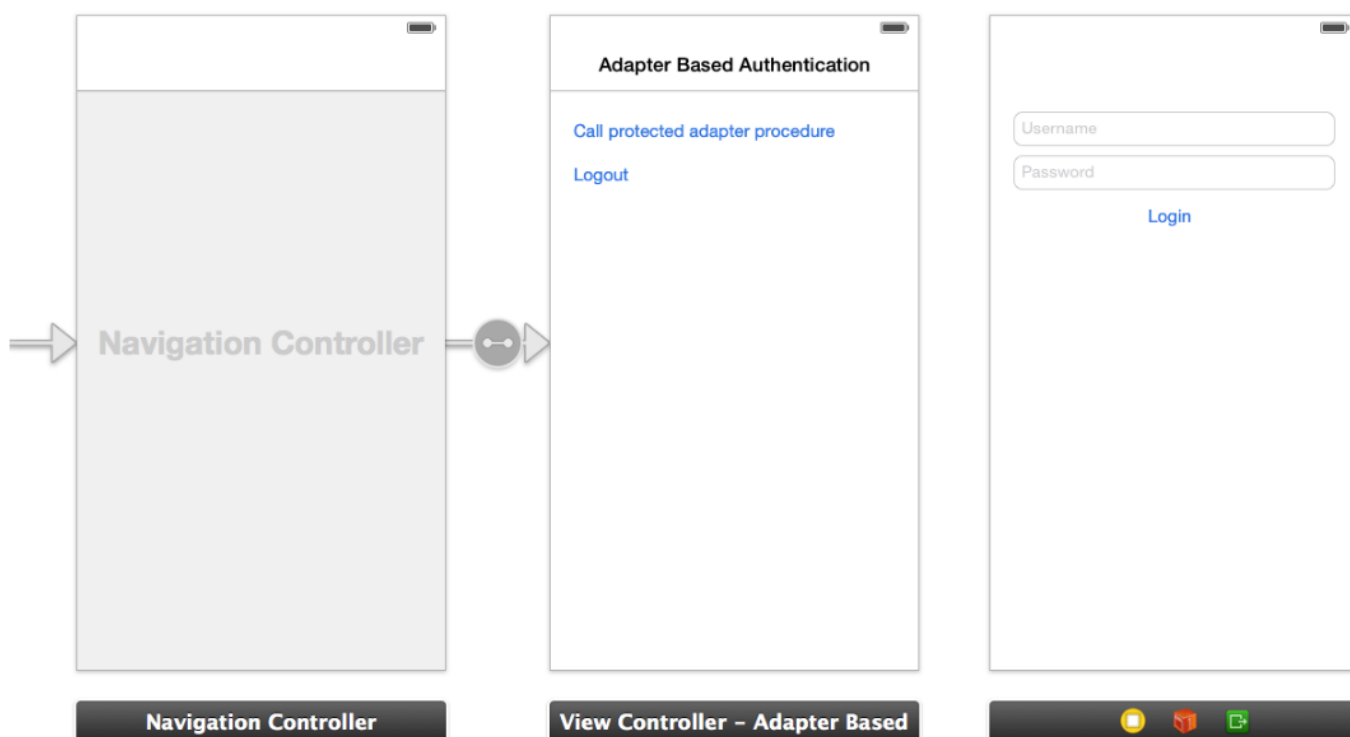 Navigation Controller
Navigation Controller
Adapter Based Authentication
Call protected adapter procedure
Logout
View Controller – Adapter Based
Username
Password
Login